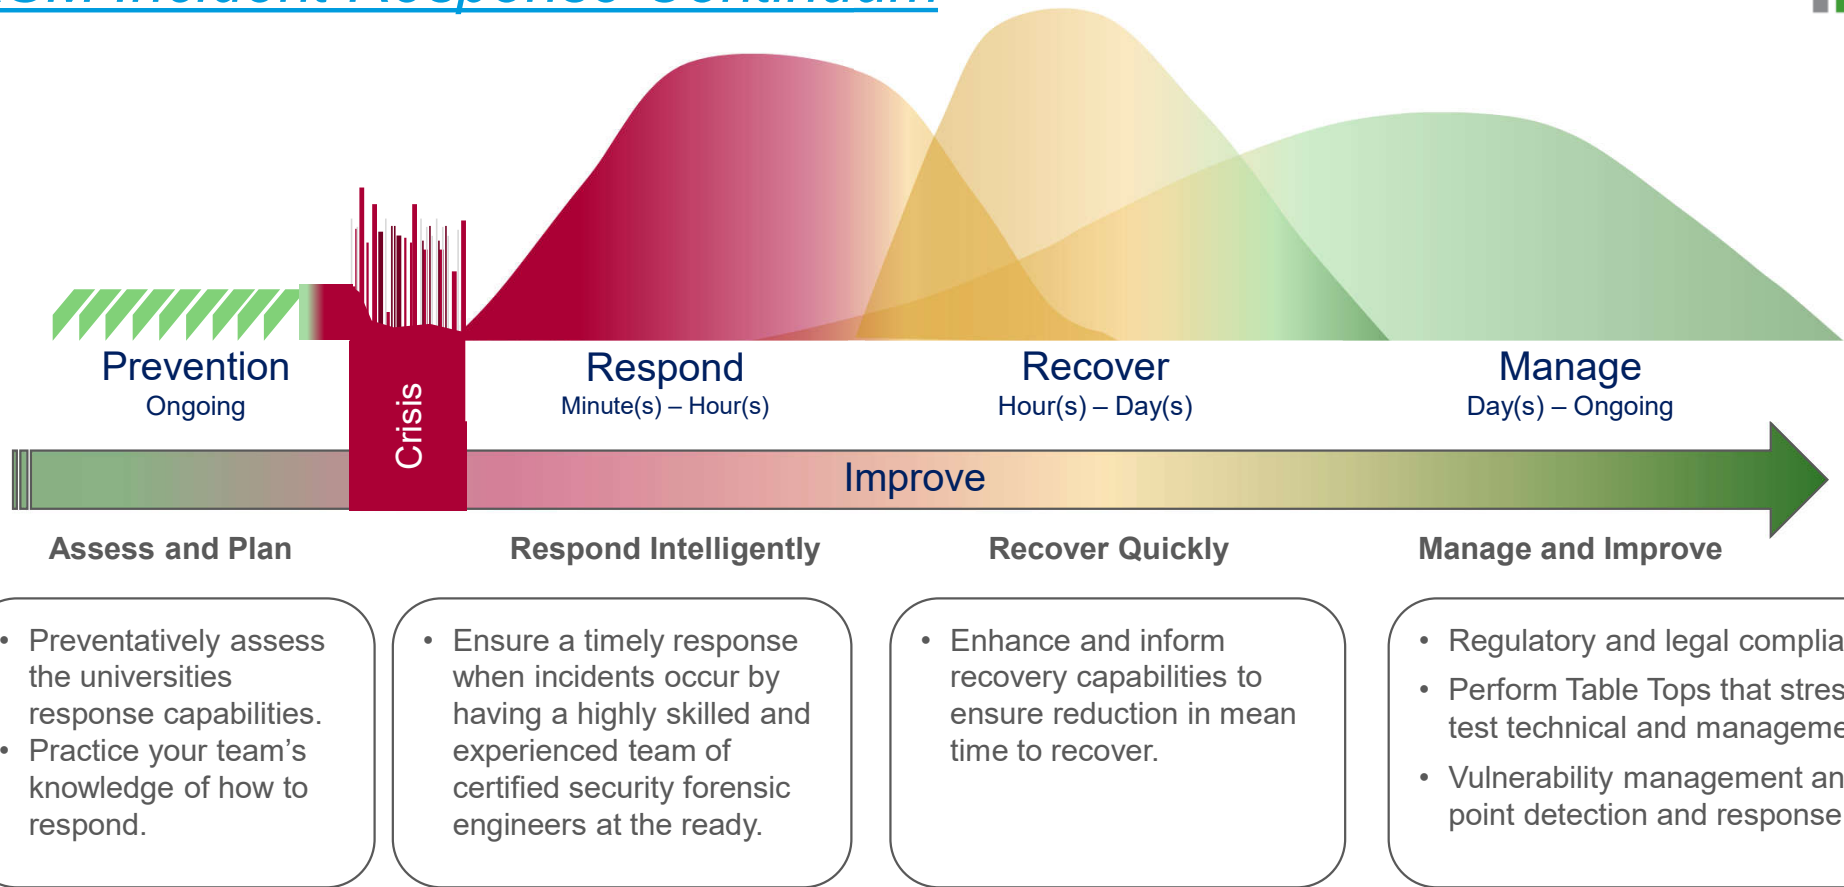 Incident Response Continuum
Prevention
Ongoing
Crisis
Respond
Minute(s) – Hour(s)
Recover
Hour(s) – Day(s)
Manage
Day(s) – Ongoing
Improve
Assess and Plan
Respond Intelligently
Recover Quickly
Manage and Improve
• Preventatively assess
the universities
response capabilities.
• Practice your team’s
knowledge of how to
respond.
• Ensure a timely response
when incidents occur by
having a highly skilled and
experienced team of
certified security forensic
engineers at the ready.
• Enhance and inform
recovery capabilities to
ensure reduction in mean
time to recover.
• Regulatory and legal
• Perform Table Tops that
test technical and
• Vulnerability management
point detection and response